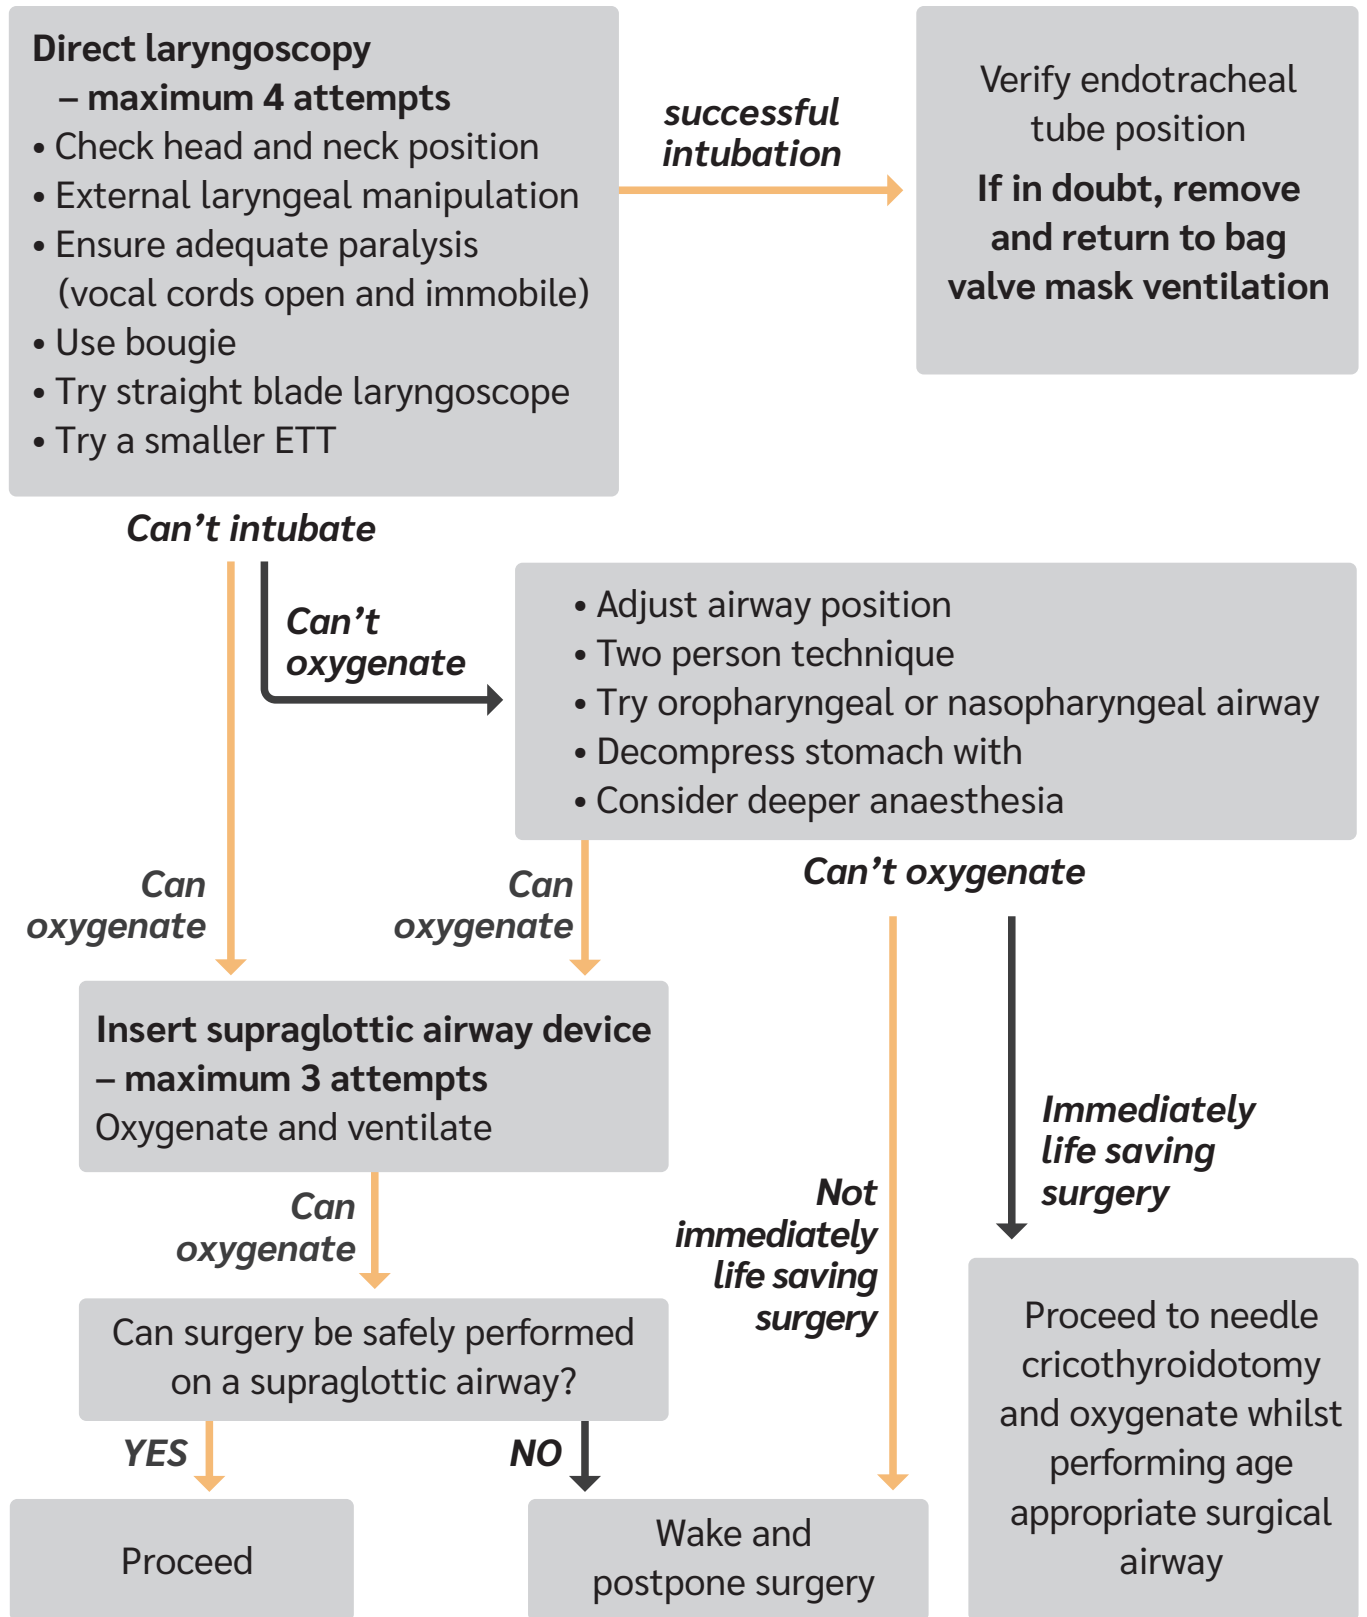 Direct laryngoscopy
– maximum 4 attempts
• Check head and neck position
• External laryngeal manipulation
• Ensure adequate paralysis
(vocal cords open and immobile)
• Use bougie
• Try straight blade laryngoscope
• Try a smaller ETT
successful
intubation
Verify endotracheal
tube position
If in doubt, remove
and return to bag
valve mask ventilation
Can’t intubate
Can’t
oxygenate
• Adjust airway position
• Two person technique
• Try oropharyngeal or nasopharyngeal airway
• Decompress stomach with
• Consider deeper anaesthesia
Can
oxygenate
Can
oxygenate
Can’t oxygenate
Insert supraglottic airway device
– maximum 3 attempts
Oxygenate and ventilate
Can
oxygenate
Not
immediately
life saving
surgery
Immediately
life saving
surgery
Can surgery be safely performed
on a supraglottic airway?
YES
NO
Proceed
Wake and
postpone surgery
Proceed to needle
cricothyroidotomy
and oxygenate whilst
performing age
appropriate surgical
airway